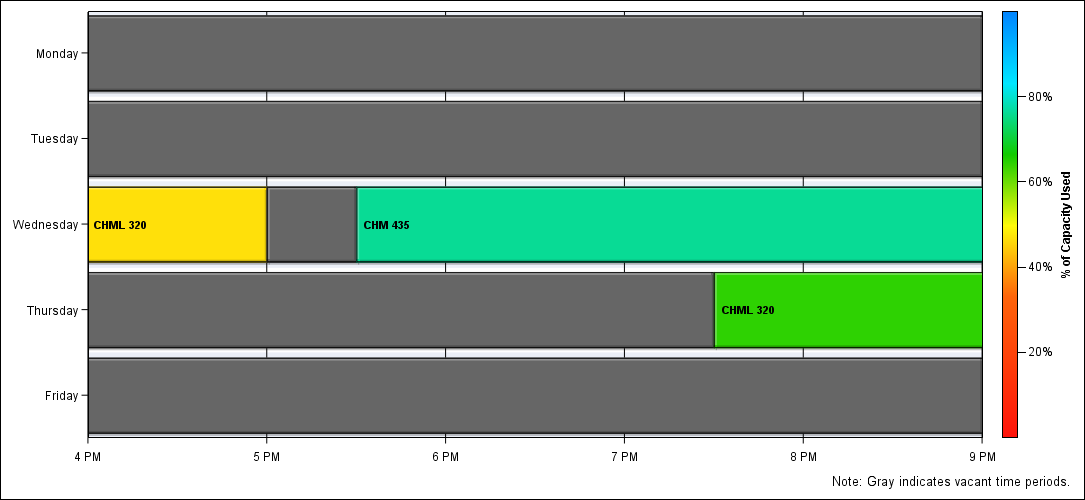 Monday
Tuesday
Wednesday
Thursday
Friday
CHML 320
CHM 435
CHML 320
4 PM
5 PM
6 PM
7 PM
8 PM
9 PM
80%
60%
40%
20%
% of Capacity Used
Note: Gray indicates vacant time periods.